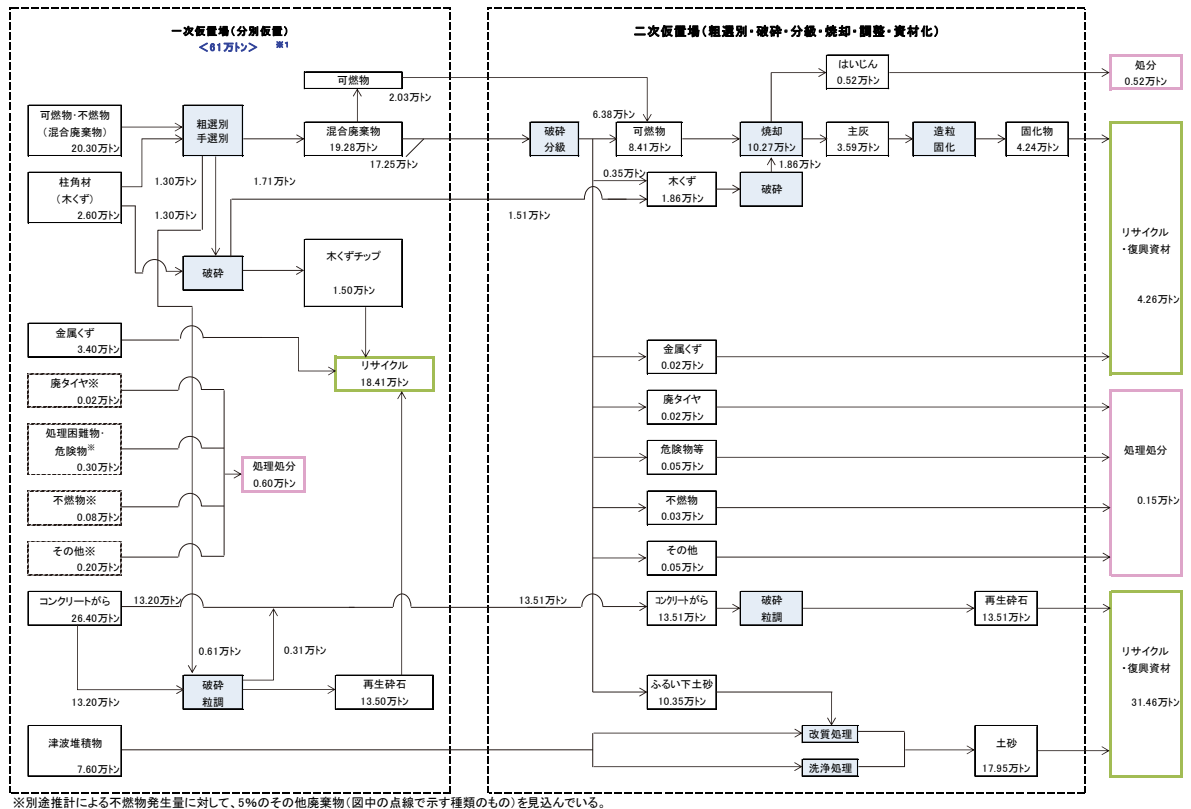 一次仮置場(分別仮置)
<61万トン> ※1
二次仮置場(粗選別・破砕・分級・焼却・調整・資材化)
可燃物
2.03万トン
可燃物・不燃物
(混合廃棄物)
20.30万トン
粗選別
手選別
混合廃棄物
19.28万トン
17.25万トン
柱角材
(木くず)
2.60万トン
1.30万トン
1.71万トン
1.30万トン
破砕
木くずチップ
1.50万トン
金属くず
3.40万トン
リサイクル
18.41万トン
廃タイヤ※
0.02万トン
処理困難物・
危険物※
0.30万トン
処理処分
0.60万トン
不燃物※
0.08万トン
その他※
0.20万トン
コンクリートがら
26.40万トン
13.20万トン
0.61万トン
0.31万トン
13.20万トン
破砕
粒調
再生砕石
13.50万トン
津波堆積物
7.60万トン
破砕
分級
6.38万トン
可燃物
8.41万トン
焼却
10.27万トン
はいじん
0.52万トン
主灰
3.59万トン
造粒
固化
固化物
4.24万トン
0.35万トン
木くず
1.86万トン
破砕
1.86万トン
1.51万トン
金属くず
0.02万トン
廃タイヤ
0.02万トン
危険物等
0.05万トン
不燃物
0.03万トン
その他
0.05万トン
13.51万トン
コンクリートがら
13.51万トン
破砕
粒調
再生砕石
13.51万トン
ふるい下土砂
10.35万トン
改質処理
洗浄処理
土砂
17.95万トン
処分
0.52万トン
リサイクル
・復興資材
4.26万トン
処理処分
0.15万トン
リサイクル
・復興資材
31.46万トン
※別途推計による不燃物発生量に対して、5%のその他廃棄物(図中の点線で示す種類のもの)を見込んでいる。